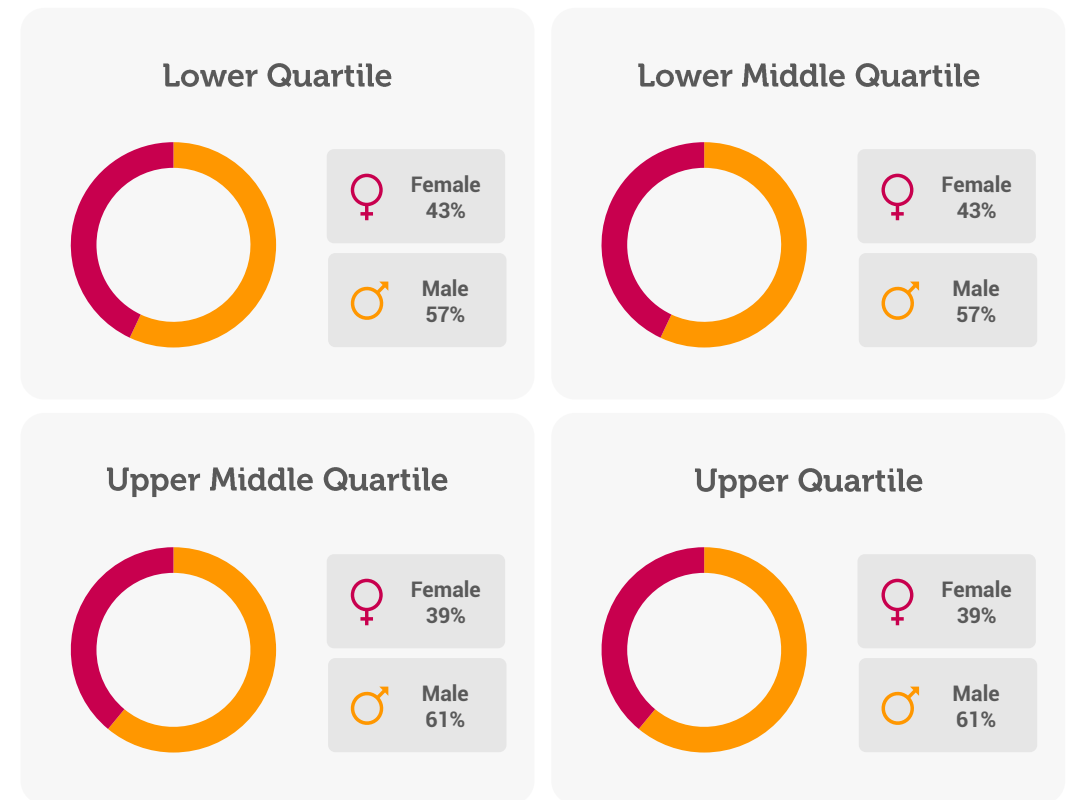 Lower Quartile
Female
43%
Male
57%
Lower Middle Quartile
Female
43%
Male
57%
Upper Middle Quartile
Female
39%
Male
61%
Upper Quartile
Female
39%
Male
61%